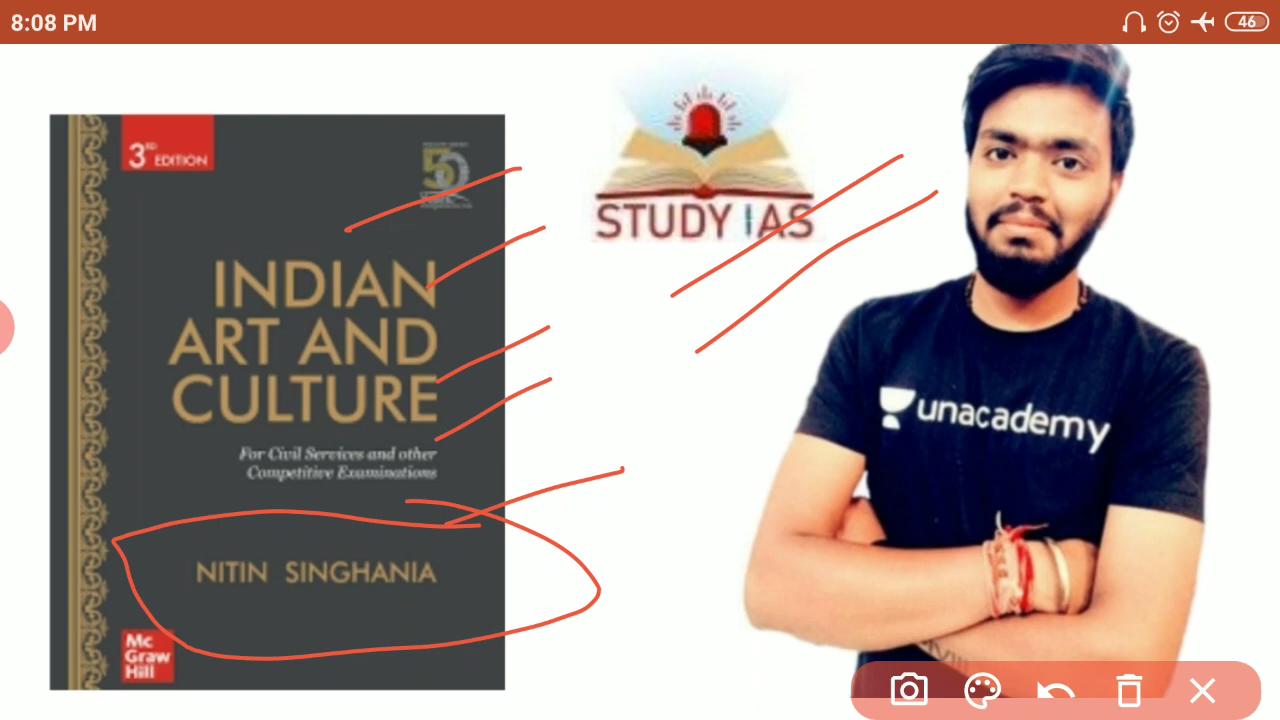 8:08 PM
46
3RD EDITION
50
INDIAN
ART AND
CULTURE
For Civil Services and other
Competitive Examinations
NITIN SINGHANIA
Mc
Graw
Hill
STUDY IAS
unacademy